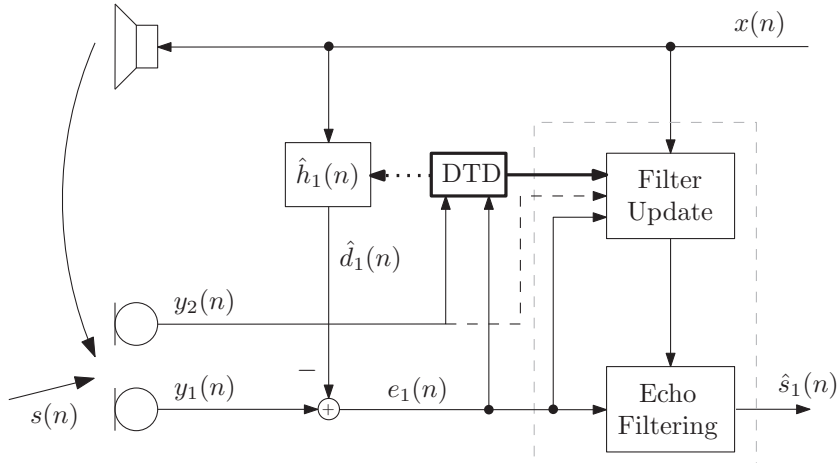 x(n)
ĥ₁(n)
DTD
Filter
Update
d̂₁(n)
y₂(n)
−
y₁(n)
+
e₁(n)
s(n)
Echo
Filtering
ŝ₁(n)